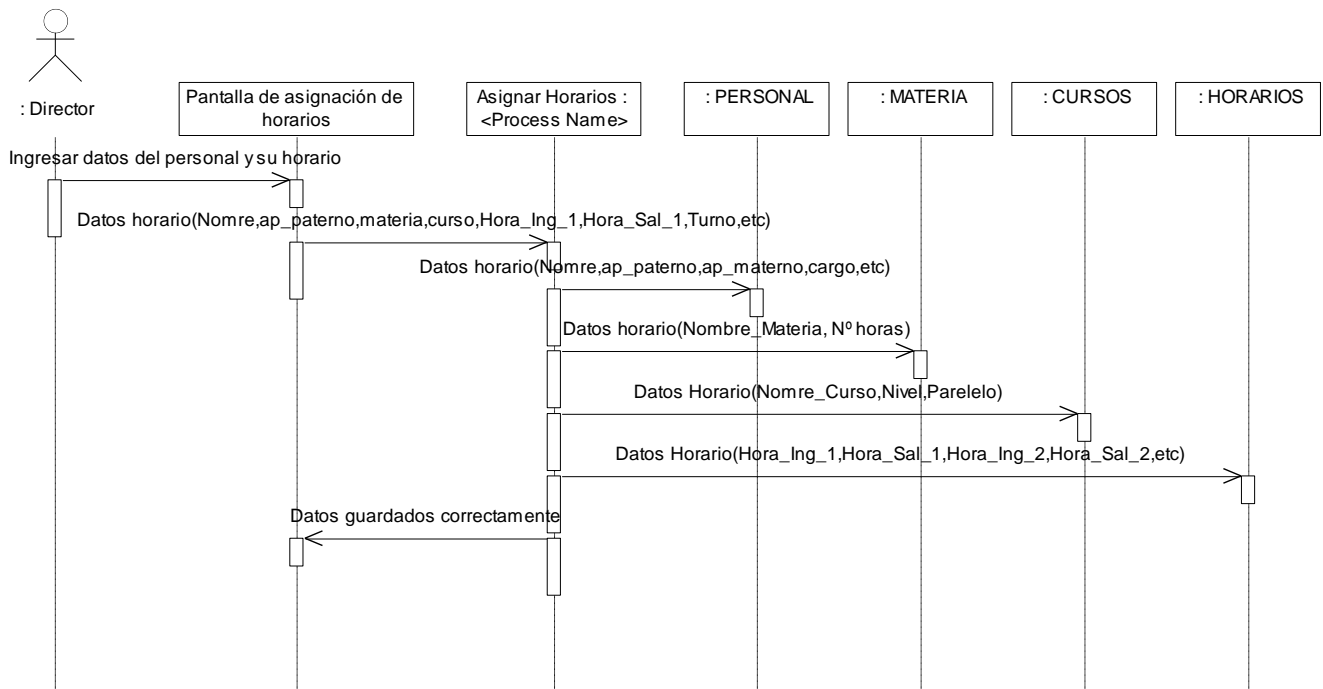 : Director
Pantalla de asignación de
horarios
Asignar Horarios :
<Process Name>
: PERSONAL
: MATERIA
: CURSOS
: HORARIOS
Ingresar datos del personal y su horario
Datos horario(Nomre,ap_paterno,materia,curso,Hora_Ing_1,Hora_Sal_1,Turno,etc)
Datos horario(Nomre,ap_paterno,ap_materno,cargo,etc)
Datos horario(Nombre_Materia, Nº horas)
Datos Horario(Nomre_Curso,Nivel,Parelelo)
Datos Horario(Hora_Ing_1,Hora_Sal_1,Hora_Ing_2,Hora_Sal_2,etc)
Datos guardados correctamente